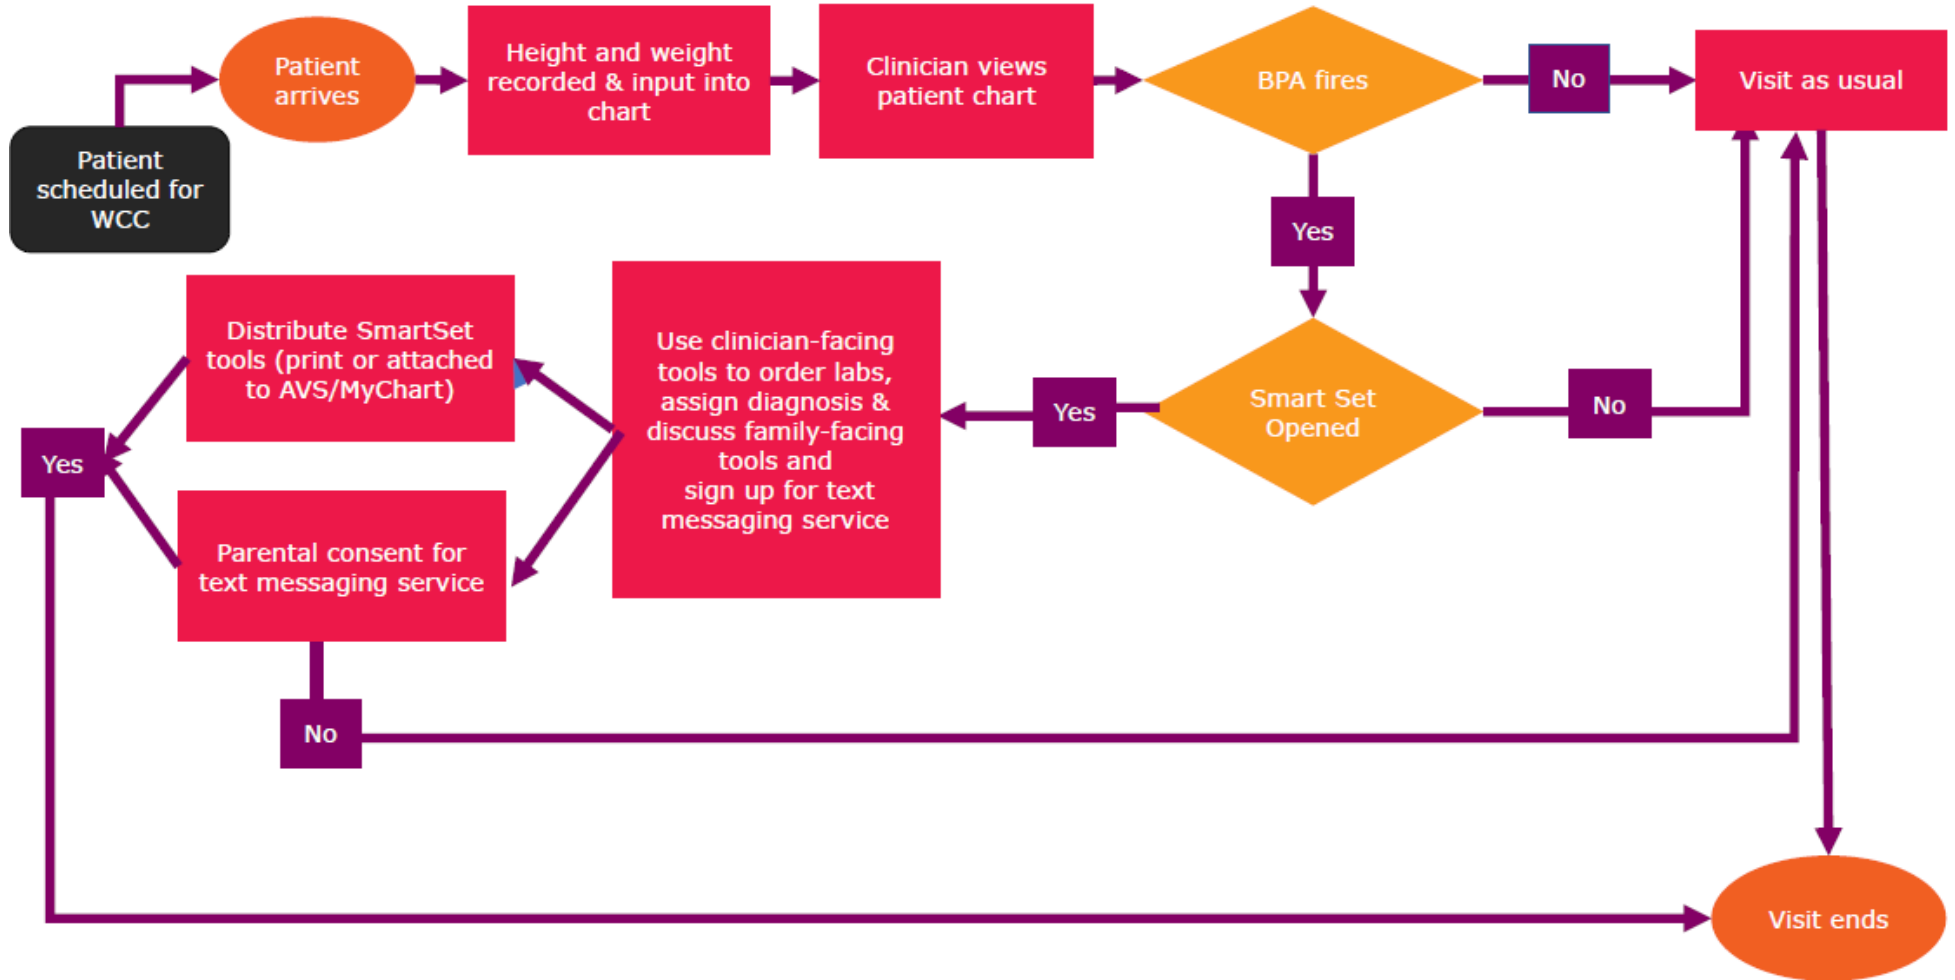 Patient
arrives
Height and weight
recorded & input into
chart
Clinician views
patient chart
BPA fires
No
Visit as usual
Patient
scheduled for
WCC
Yes
Distribute SmartSet
tools (print or attached
to AVS/MyChart)
Use clinician-facing
tools to order labs,
assign diagnosis &
discuss family-facing
tools and
sign up for text
messaging service
Yes
Smart Set
Opened
No
Yes
Parental consent for
text messaging service
No
Visit ends